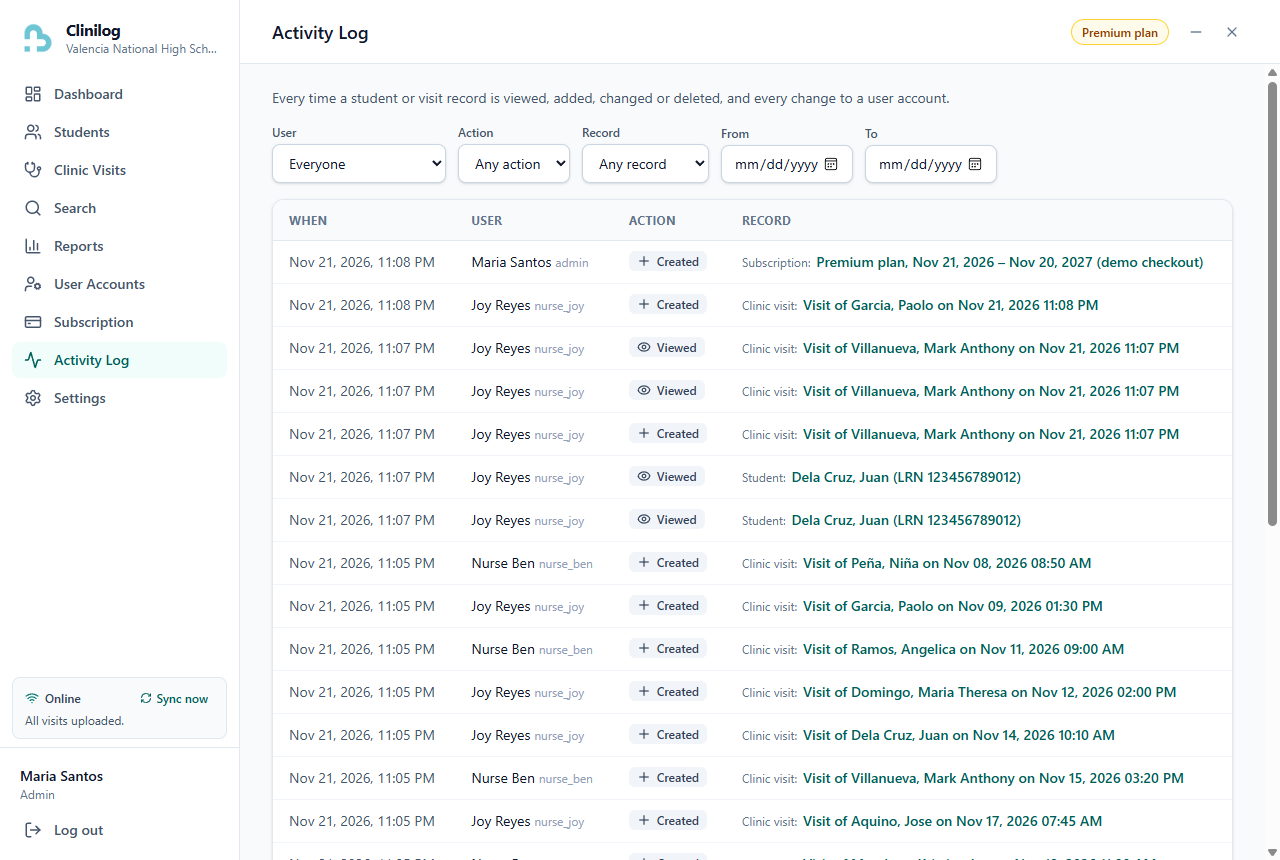 Clinilog
Valencia National High Sch...
Dashboard
Students
Clinic Visits
Search
Reports
User Accounts
Subscription
Activity Log
Settings
Online
Sync now
All visits uploaded.
Maria Santos
Admin
Log out
Activity Log
Premium plan
Every time a student or visit record is viewed, added, changed or deleted, and every change to a user account.
User Action Record From To
Everyone Any action Any record mm/dd/yyyy mm/dd/yyyy
WHEN USER ACTION RECORD
Nov 21, 2026, 11:08 PM Maria Santos admin Created Subscription: Premium plan, Nov 21, 2026 – Nov 20, 2027 (demo checkout)
Nov 21, 2026, 11:08 PM Joy Reyes nurse_joy Created Clinic visit: Visit of Garcia, Paolo on Nov 21, 2026 11:08 PM
Nov 21, 2026, 11:07 PM Joy Reyes nurse_joy Viewed Clinic visit: Visit of Villanueva, Mark Anthony on Nov 21, 2026 11:07 PM
Nov 21, 2026, 11:07 PM Joy Reyes nurse_joy Viewed Clinic visit: Visit of Villanueva, Mark Anthony on Nov 21, 2026 11:07 PM
Nov 21, 2026, 11:07 PM Joy Reyes nurse_joy Created Clinic visit: Visit of Villanueva, Mark Anthony on Nov 21, 2026 11:07 PM
Nov 21, 2026, 11:07 PM Joy Reyes nurse_joy Viewed Student: Dela Cruz, Juan (LRN 123456789012)
Nov 21, 2026, 11:07 PM Joy Reyes nurse_joy Viewed Student: Dela Cruz, Juan (LRN 123456789012)
Nov 21, 2026, 11:05 PM Nurse Ben nurse_ben Created Clinic visit: Visit of Peña, Niña on Nov 08, 2026 08:50 AM
Nov 21, 2026, 11:05 PM Joy Reyes nurse_joy Created Clinic visit: Visit of Garcia, Paolo on Nov 09, 2026 01:30 PM
Nov 21, 2026, 11:05 PM Nurse Ben nurse_ben Created Clinic visit: Visit of Ramos, Angelica on Nov 11, 2026 09:00 AM
Nov 21, 2026, 11:05 PM Joy Reyes nurse_joy Created Clinic visit: Visit of Domingo, Maria Theresa on Nov 12, 2026 02:00 PM
Nov 21, 2026, 11:05 PM Joy Reyes nurse_joy Created Clinic visit: Visit of Dela Cruz, Juan on Nov 14, 2026 10:10 AM
Nov 21, 2026, 11:05 PM Nurse Ben nurse_ben Created Clinic visit: Visit of Villanueva, Mark Anthony on Nov 15, 2026 03:20 PM
Nov 21, 2026, 11:05 PM Joy Reyes nurse_joy Created Clinic visit: Visit of Aquino, Jose on Nov 17, 2026 07:45 AM